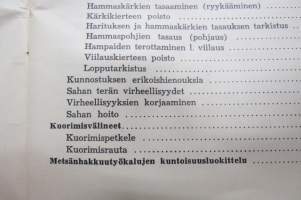 Hammaskärkien tasaaminen (ryykääminen)
Kärkikierteen poisto
Harituksen ja hammaskärkien tasauksen tarkistus
Hammaspohjien tasaus (pohjaus)
Hampaiden terottaminen l. viilaus
Viilauskierteen poisto
Lopputarkistus
Kunnostuksen erikoishienouksia
Sahan terän virheellisyydet
Virheellisyyksien korjaaminen
Sahan hoito
Kuorimisvälineet
Kuorimispetkele
Kuorimisrauta
Metsänhakkuutyökalujen kuntoisuusluokittelu